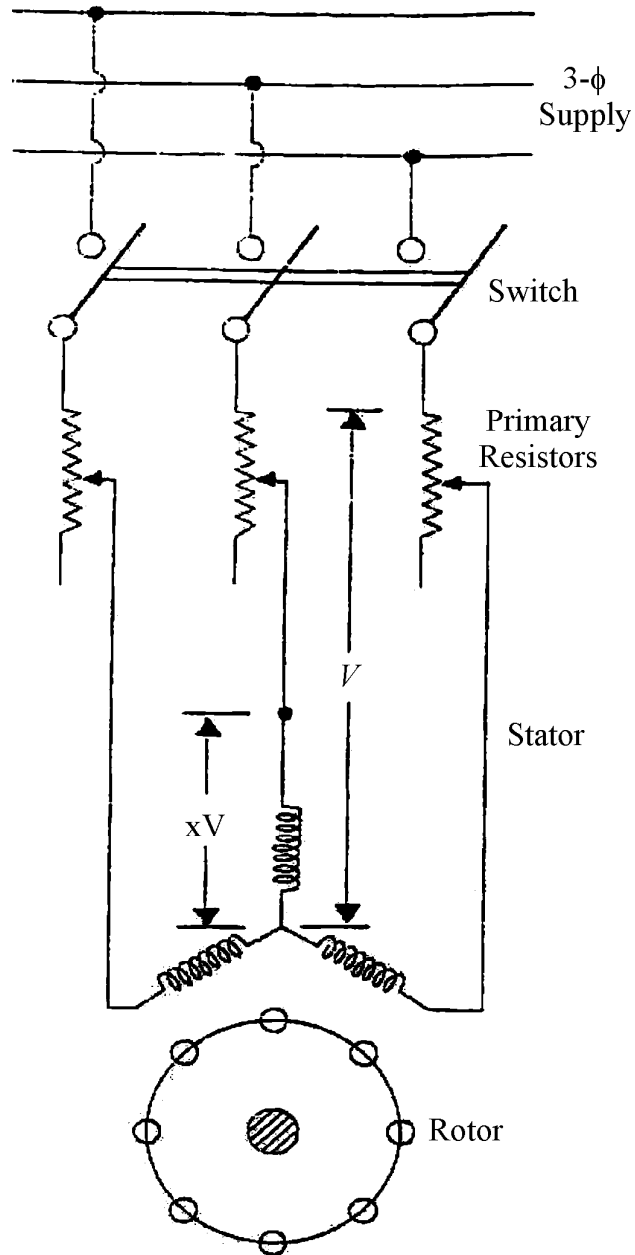 3-ϕ
Supply
Switch
Primary
Resistors
V
Stator
xV
Rotor